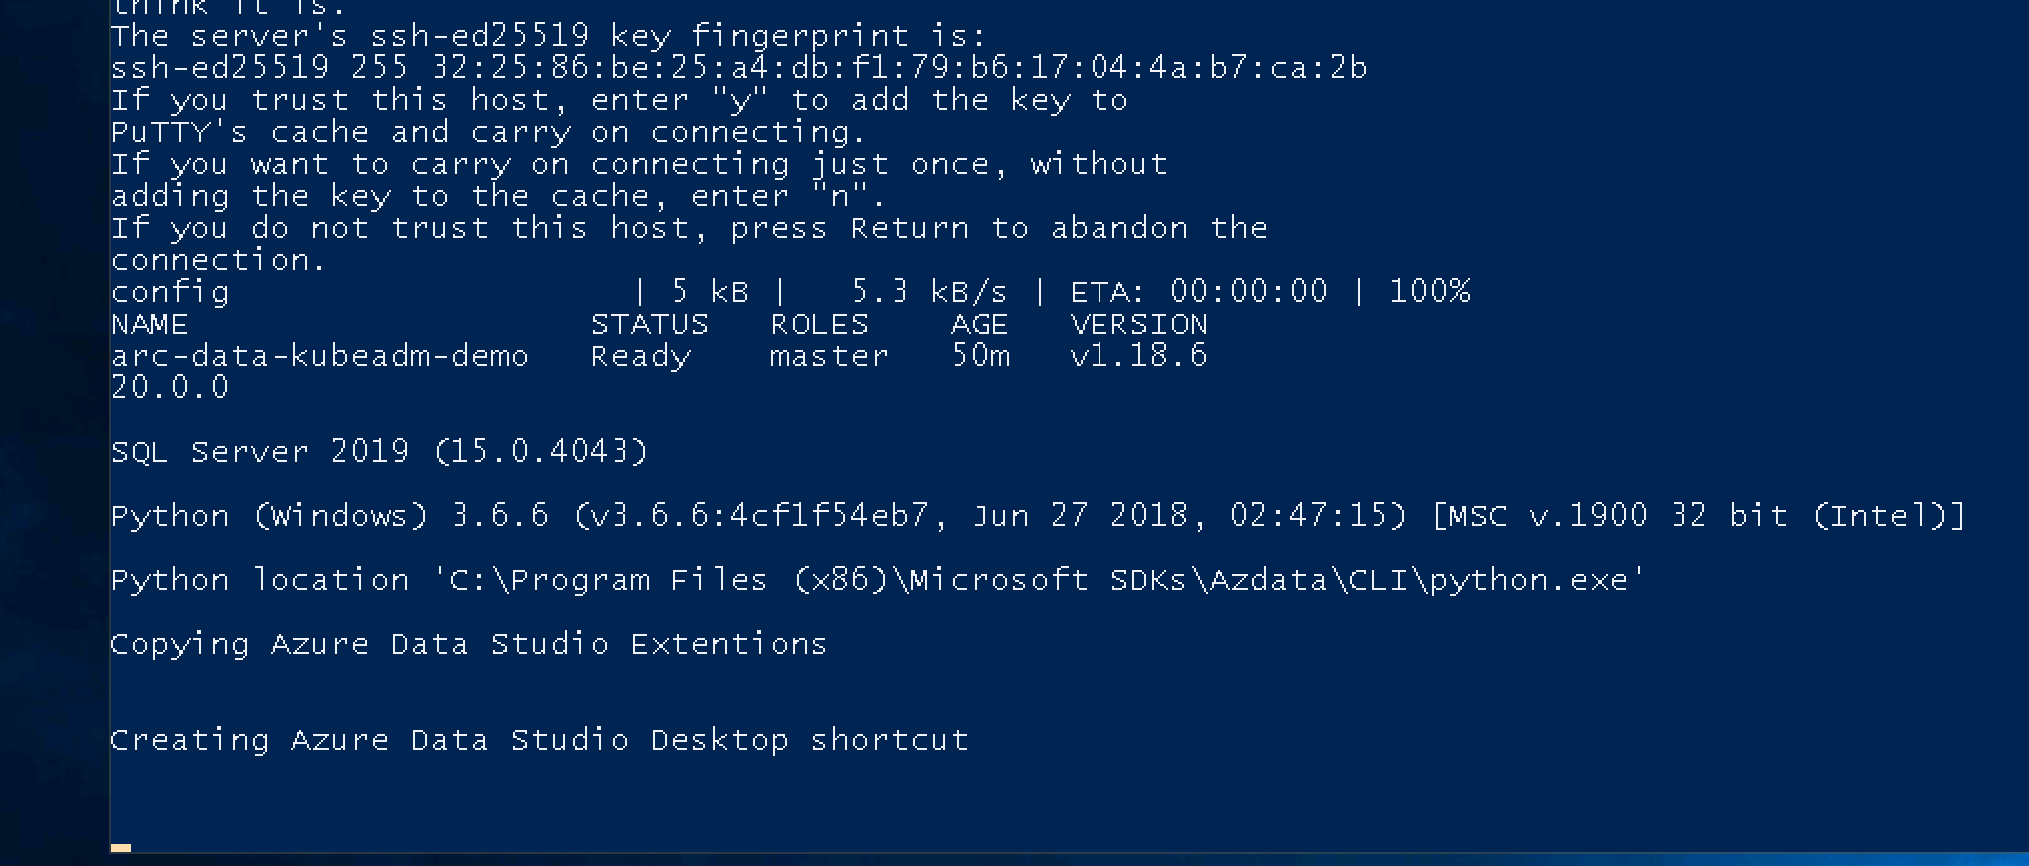 think it is.
The server's ssh-ed25519 key fingerprint is:
ssh-ed25519 255 32:25:86:be:25:a4:db:f1:79:b6:17:04:4a:b7:ca:2b
If you trust this host, enter "y" to add the key to
PuTTY's cache and carry on connecting.
If you want to carry on connecting just once, without
adding the key to the cache, enter "n".
If you do not trust this host, press Return to abandon the
connection.
config                    | 5 kB |   5.3 kB/s | ETA: 00:00:00 | 100%
NAME                    STATUS   ROLES    AGE   VERSION
arc-data-kubeadm-demo   Ready    master   50m   v1.18.6
20.0.0
SQL Server 2019 (15.0.4043)
Python (Windows) 3.6.6 (v3.6.6:4cf1f54eb7, Jun 27 2018, 02:47:15) [MSC v.1900 32 bit (Intel)]
Python location 'C:\Program Files (x86)\Microsoft SDKs\Azdata\CLI\python.exe'
Copying Azure Data Studio Extentions
Creating Azure Data Studio Desktop shortcut